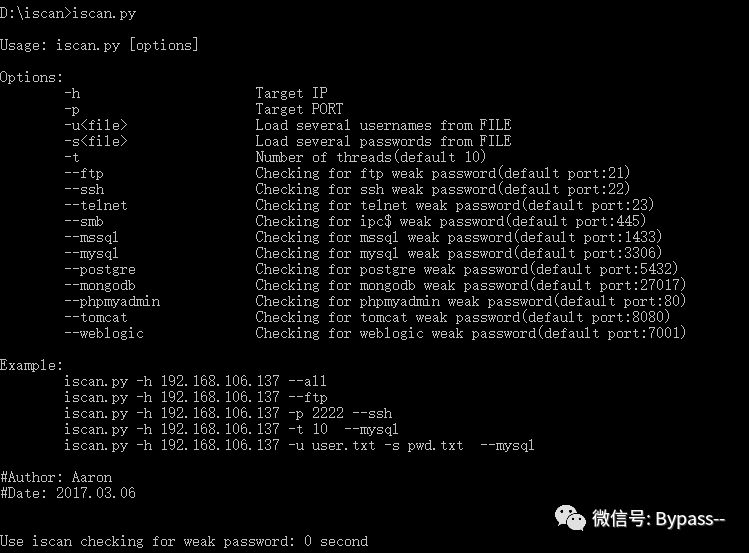 D:\iscan>iscan.py
Usage: iscan.py [options]
Options:
-h Target IP
-p Target PORT
-u<file> Load several usernames from FILE
-s<file> Load several passwords from FILE
-t Number of threads(default 10)
--ftp Checking for ftp weak password(default port:21)
--ssh Checking for ssh weak password(default port:22)
--telnet Checking for telnet weak password(default port:23)
--smb Checking for ipc$ weak password(default port:445)
--mssql Checking for mssql weak password(default port:1433)
--mysql Checking for mysql weak password(default port:3306)
--postgre Checking for postgre weak password(default port:5432)
--mongodb Checking for mongodb weak password(default port:27017)
--phpmyadmin Checking for phpmyadmin weak password(default port:80)
--tomcat Checking for tomcat weak password(default port:8080)
--weblogic Checking for weblogic weak password(default port:7001)
Example:
iscan.py -h 192.168.106.137 --all
iscan.py -h 192.168.106.137 --ftp
iscan.py -h 192.168.106.137 -p 2222 --ssh
iscan.py -h 192.168.106.137 -t 10  --mysql
iscan.py -h 192.168.106.137 -u user.txt -s pwd.txt  --mysql
#Author: Aaron
#Date: 2017.03.06
微信号: Bypass--
Use iscan checking for weak password: 0 second